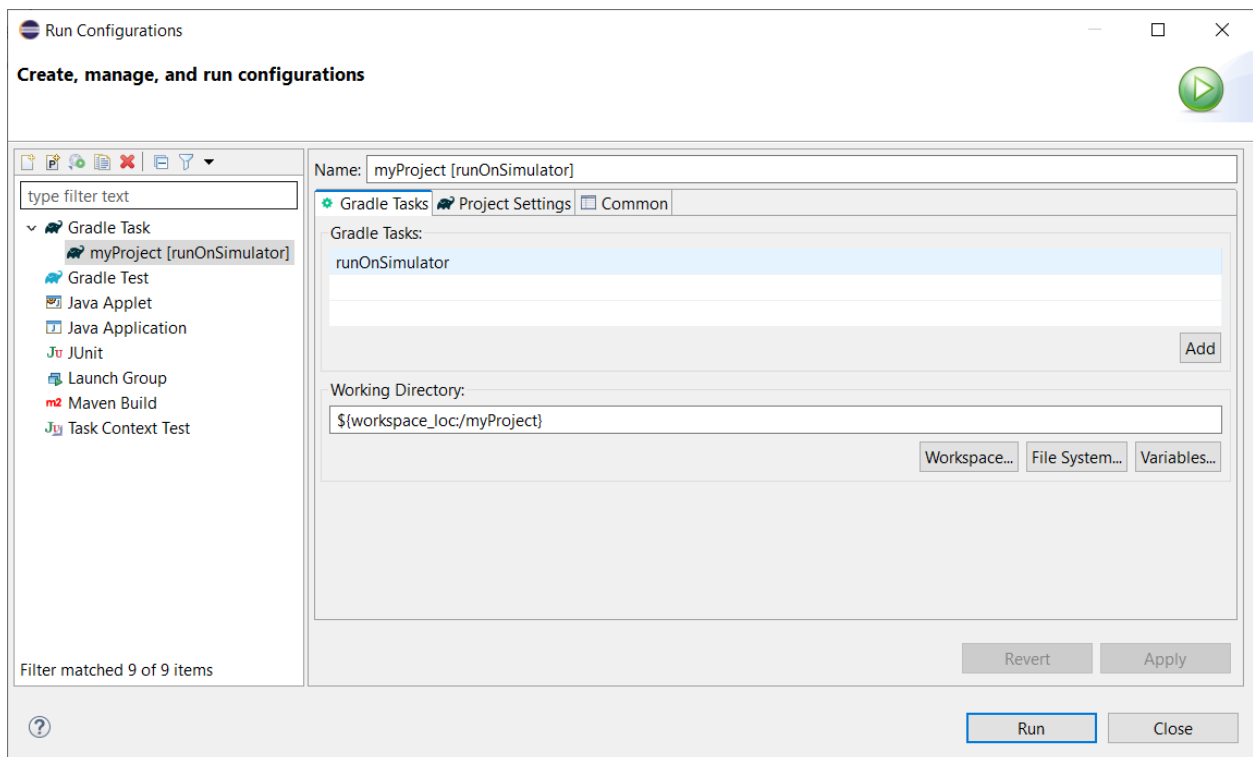 Run Configurations
Create, manage, and run configurations
type filter text
Gradle Task
myProject [runOnSimulator]
Gradle Test
Java Applet
Java Application
JUnit
Launch Group
m2 Maven Build
Task Context Test
Filter matched 9 of 9 items
Name: myProject [runOnSimulator]
Gradle Tasks Project Settings Common
Gradle Tasks:
runOnSimulator
Add
Working Directory:
${workspace_loc:/myProject}
Workspace... File System... Variables...
Revert Apply
? Run Close